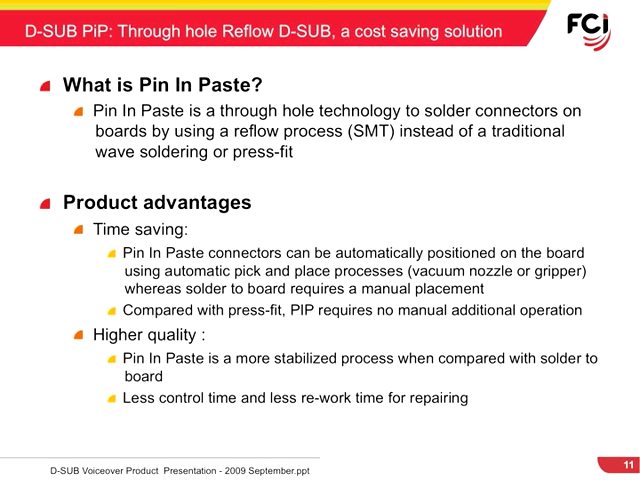 D-SUB PiP: Through hole Reflow D-SUB, a cost saving solution
FCi
What is Pin In Paste?
Pin In Paste is a through hole technology to solder connectors on
boards by using a reflow process (SMT) instead of a traditional
wave soldering or press-fit
Product advantages
Time saving:
Pin In Paste connectors can be automatically positioned on the board
using automatic pick and place processes (vacuum nozzle or gripper)
whereas solder to board requires a manual placement
Compared with press-fit, PIP requires no manual additional operation
Higher quality :
Pin In Paste is a more stabilized process when compared with solder to
board
Less control time and less re-work time for repairing
D-SUB Voiceover Product  Presentation - 2009 September.ppt
11